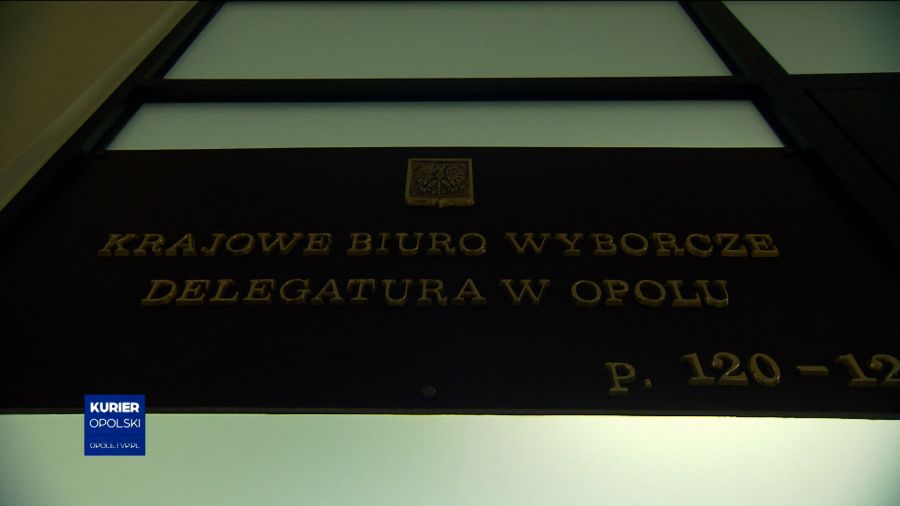 KRAJOWE BIURO WYBORCZE
DELEGATURA W OPOLU
P. 120 – 12
KURIER
OPOLSKI
OPOLE.TVP.PL